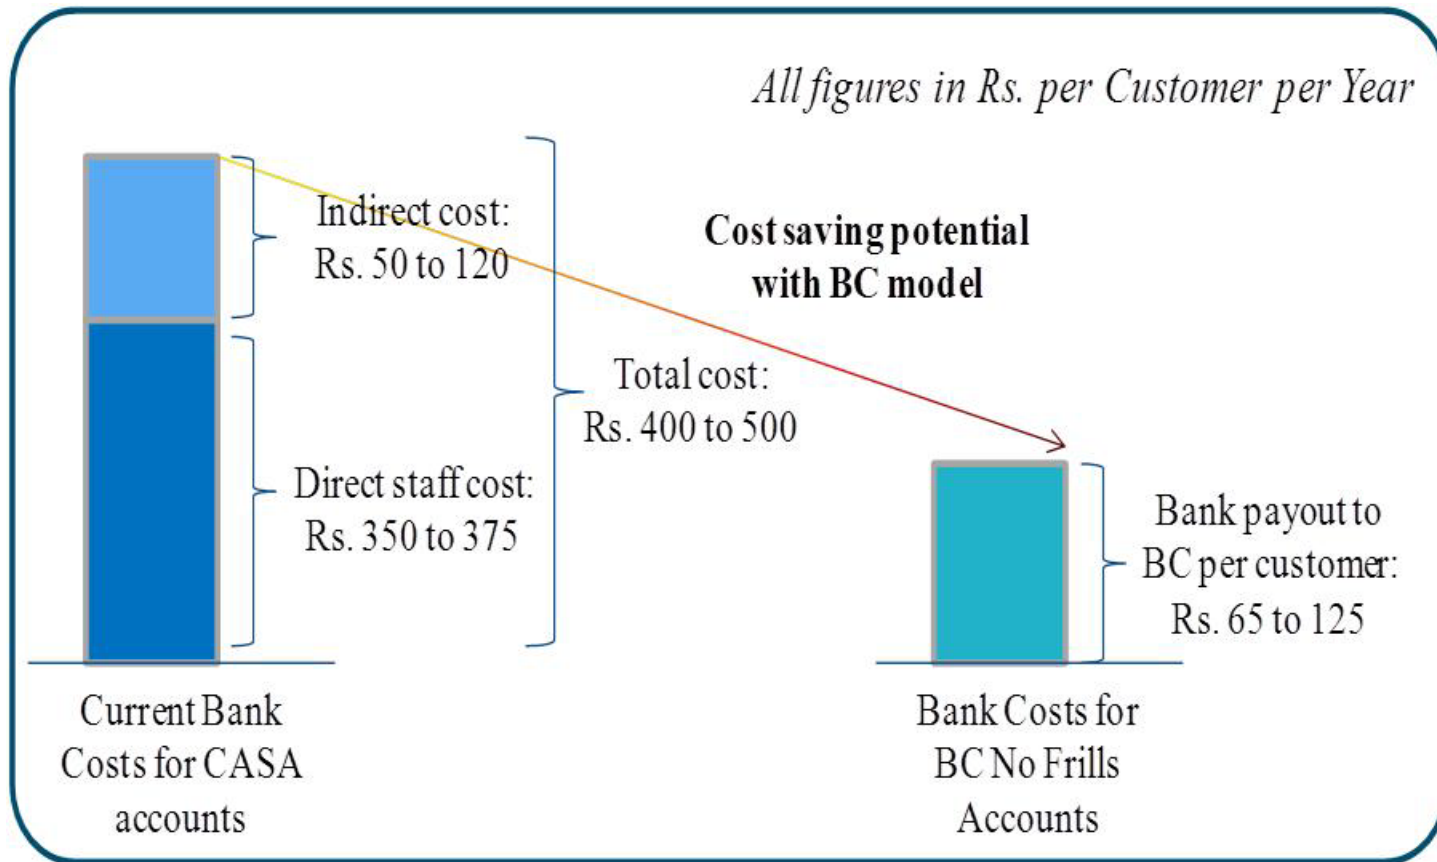 All figures in Rs. per Customer per Year
Indirect cost:
Rs. 50 to 120
Cost saving potential
with BC model
Total cost:
Rs. 400 to 500
Direct staff cost:
Rs. 350 to 375
Bank payout to
BC per customer:
Rs. 65 to 125
Current Bank
Costs for CASA
accounts
Bank Costs for
BC No Frills
Accounts